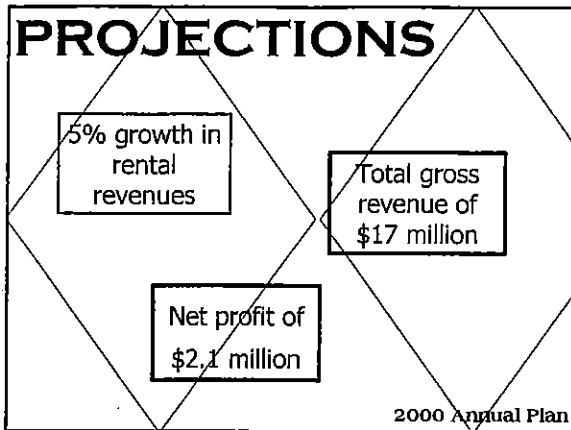 PROJECTIONS
5% growth in
rental
revenues
Total gross
revenue of
$17 million
Net profit of
$2.1 million
2000 Annual Plan